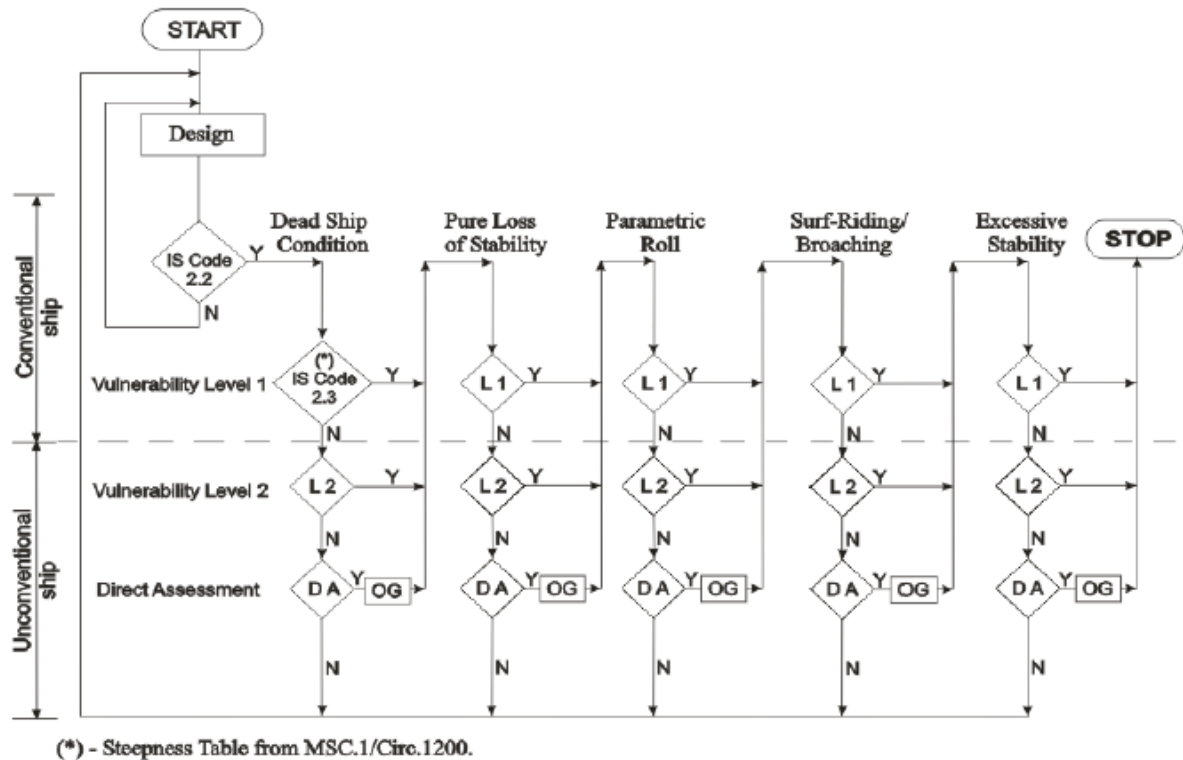 START
Design
IS Code
2.2
Y
N
Dead Ship
Condition
Pure Loss
of Stability
Parametric
Roll
Surf-Riding/
Broaching
Excessive
Stability
STOP
Conventional
ship
Vulnerability Level 1
(*)
IS Code
2.3
Y
L 1
Y
L 1
Y
L 1
Y
L 1
Y
N
N
N
N
N
Unconventional
ship
Vulnerability Level 2
L 2
Y
L 2
Y
L 2
Y
L 2
Y
L 2
Y
N
N
N
N
N
Direct Assessment
D A
Y
OG
D A
Y
OG
D A
Y
OG
D A
Y
OG
D A
Y
OG
N
N
N
N
N
(*) - Steepness Table from MSC.1/Circ.1200.